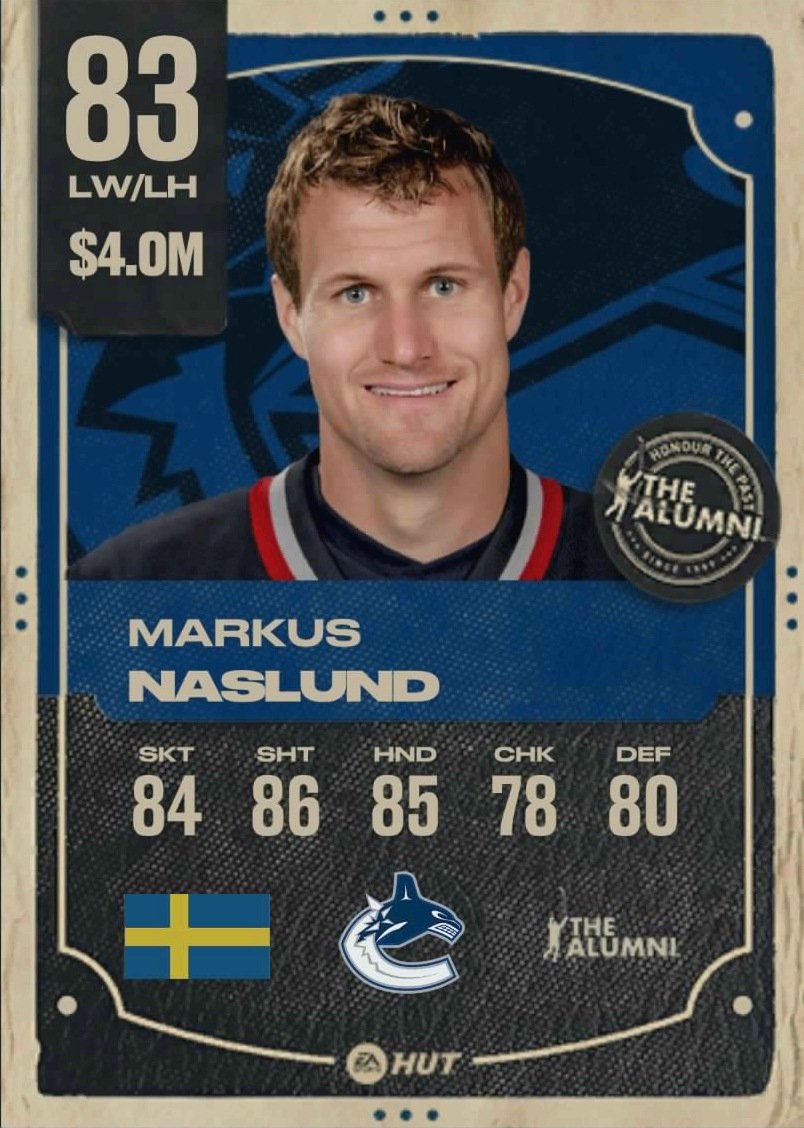 83
LW/LH
$4.0M
HONOUR THE PAST
THE
ALUMNI
MARKUS
NASLUND
SKT SHT HND CHK DEF
84 86 85 78 80
THE
ALUMNI
EA HUT